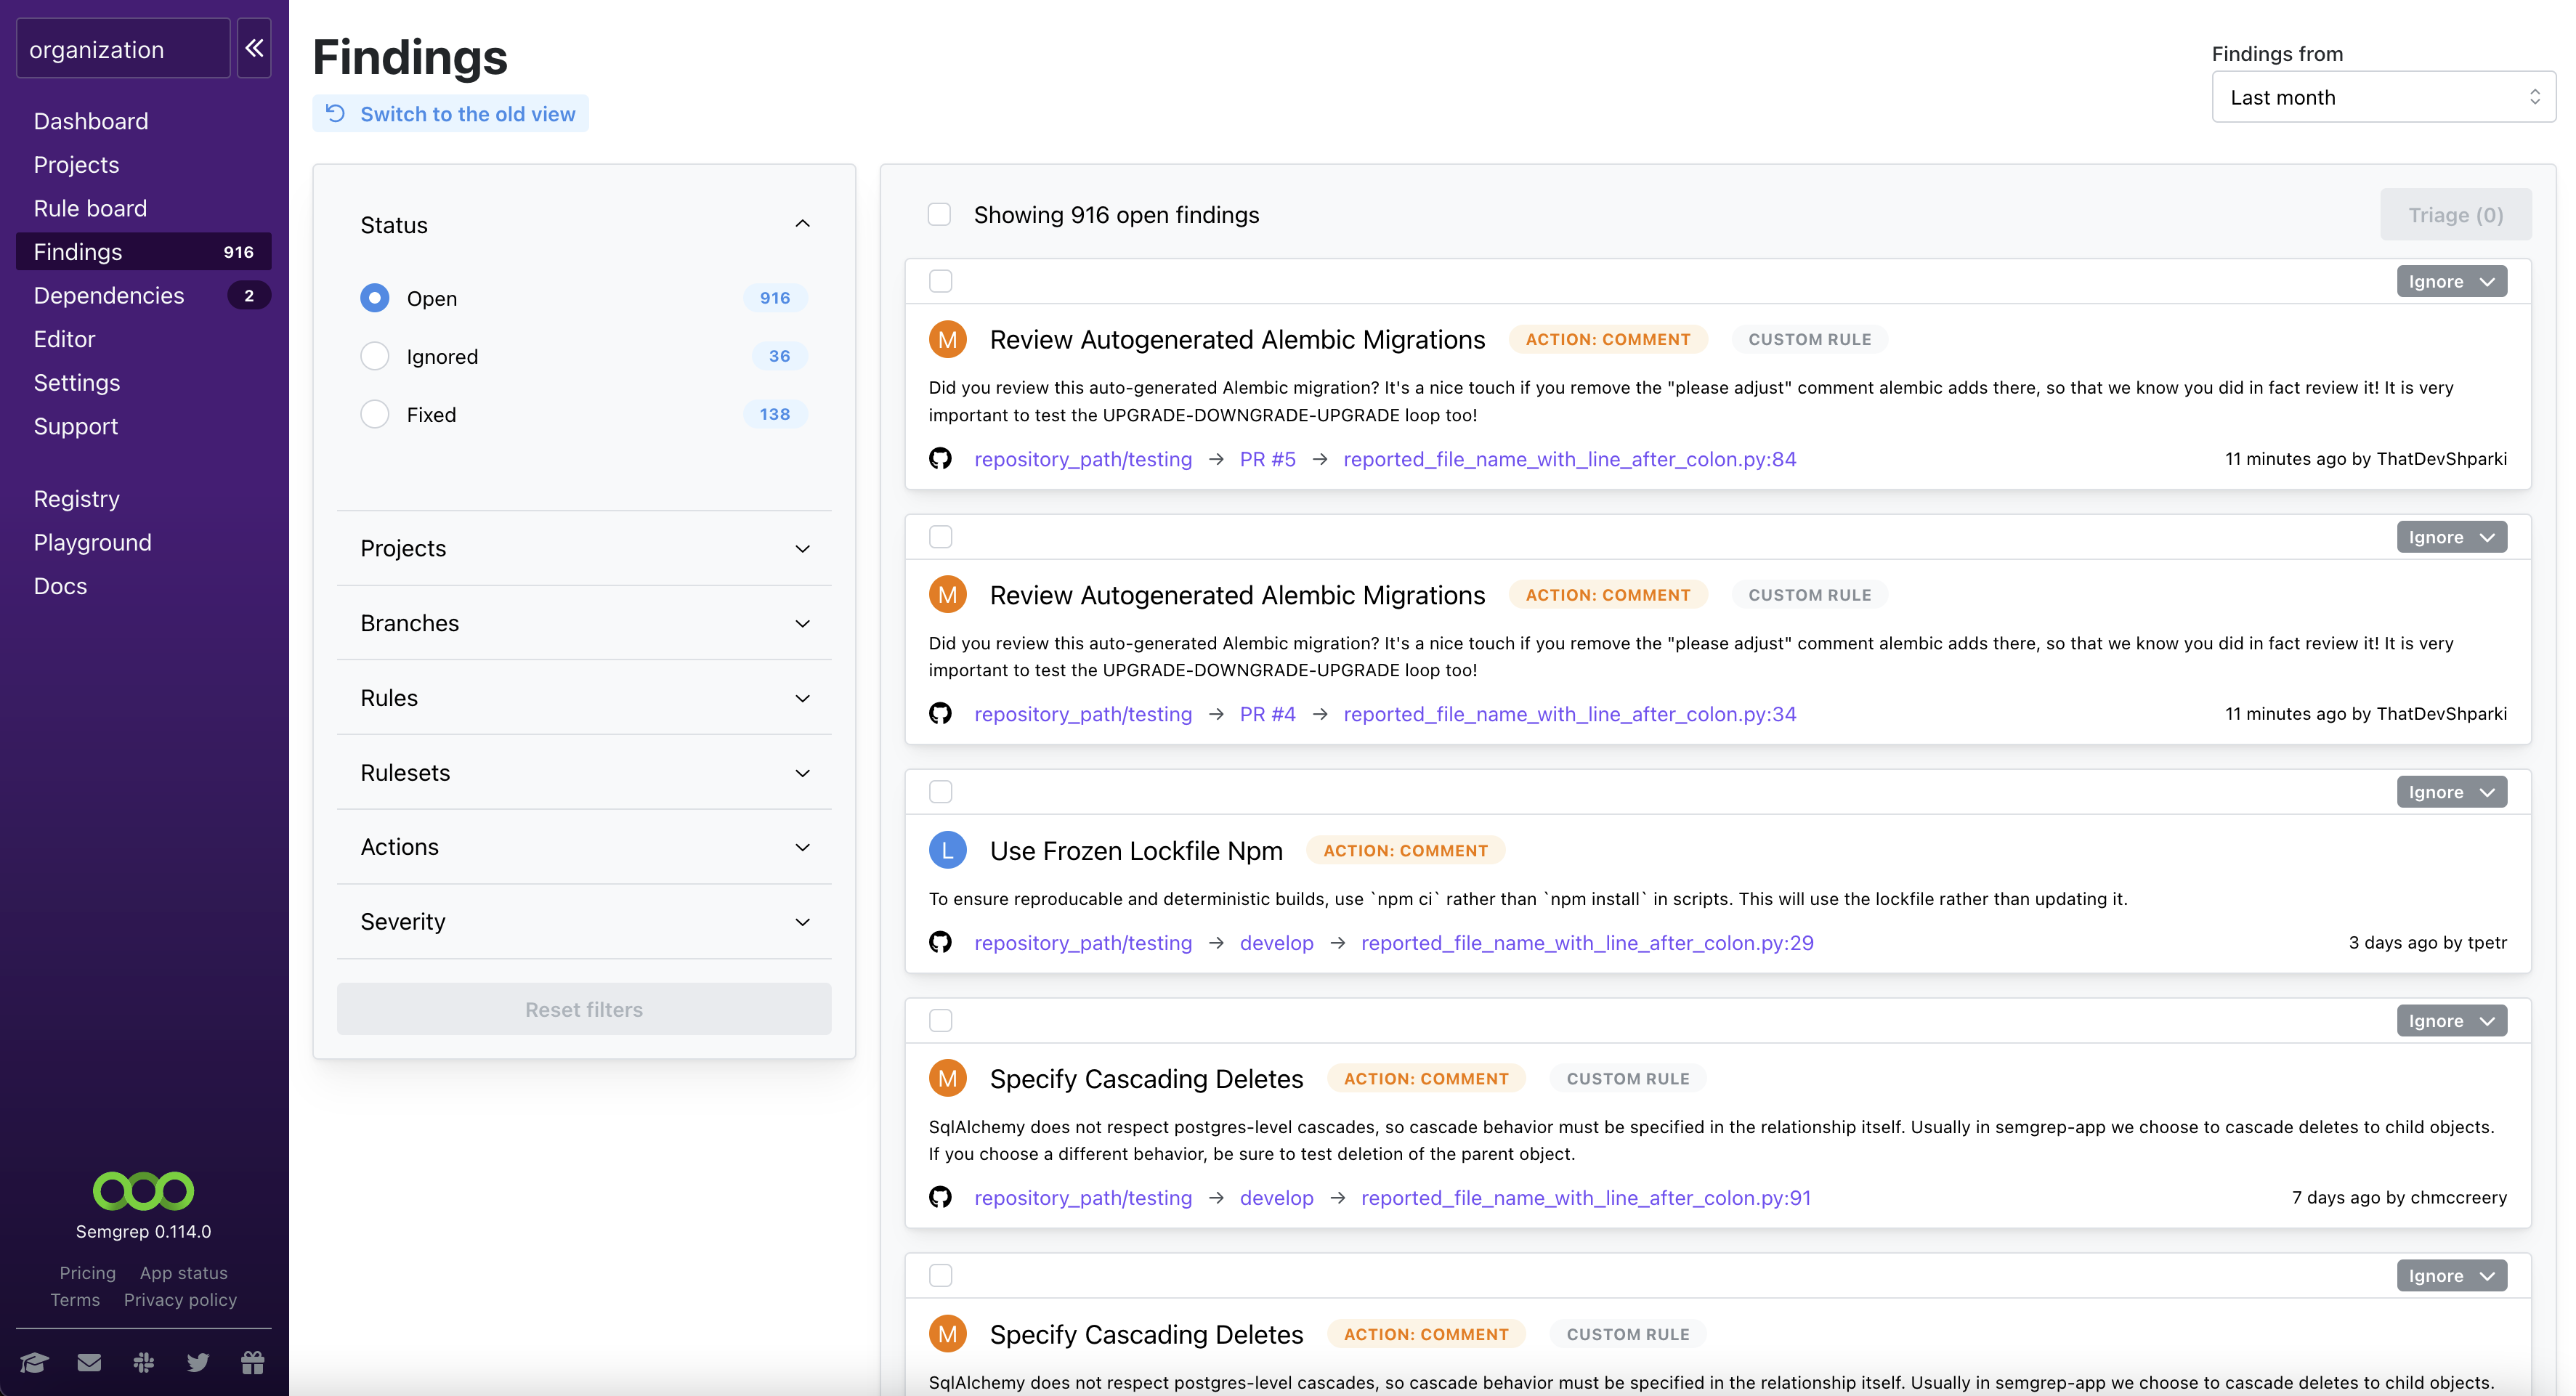 organization
Dashboard
Projects
Rule board
Findings 916
Dependencies 2
Editor
Settings
Support
Registry
Playground
Docs
Semgrep 0.114.0
Pricing App status
Terms Privacy policy
Findings
Switch to the old view
Findings from
Last month
Status
Open 916
Ignored 36
Fixed 138
Projects
Branches
Rules
Rulesets
Actions
Severity
Reset filters
Showing 916 open findings
Triage (0)
Ignore
M Review Autogenerated Alembic Migrations ACTION: COMMENT CUSTOM RULE
Did you review this auto-generated Alembic migration? It's a nice touch if you remove the "please adjust" comment alembic adds there, so that we know you did in fact review it! It is very
important to test the UPGRADE-DOWNGRADE-UPGRADE loop too!
repository_path/testing → PR #5 → reported_file_name_with_line_after_colon.py:84 11 minutes ago by ThatDevShparki
Ignore
M Review Autogenerated Alembic Migrations ACTION: COMMENT CUSTOM RULE
Did you review this auto-generated Alembic migration? It's a nice touch if you remove the "please adjust" comment alembic adds there, so that we know you did in fact review it! It is very
important to test the UPGRADE-DOWNGRADE-UPGRADE loop too!
repository_path/testing → PR #4 → reported_file_name_with_line_after_colon.py:34 11 minutes ago by ThatDevShparki
Ignore
L Use Frozen Lockfile Npm ACTION: COMMENT
To ensure reproducable and deterministic builds, use `npm ci` rather than `npm install` in scripts. This will use the lockfile rather than updating it.
repository_path/testing → develop → reported_file_name_with_line_after_colon.py:29 3 days ago by tpetr
Ignore
M Specify Cascading Deletes ACTION: COMMENT CUSTOM RULE
SqlAlchemy does not respect postgres-level cascades, so cascade behavior must be specified in the relationship itself. Usually in semgrep-app we choose to cascade deletes to child objects.
If you choose a different behavior, be sure to test deletion of the parent object.
repository_path/testing → develop → reported_file_name_with_line_after_colon.py:91 7 days ago by chmccreery
Ignore
M Specify Cascading Deletes ACTION: COMMENT CUSTOM RULE
SqlAlchemy does not respect postgres-level cascades, so cascade behavior must be specified in the relationship itself. Usually in semgrep-app we choose to cascade deletes to child objects.